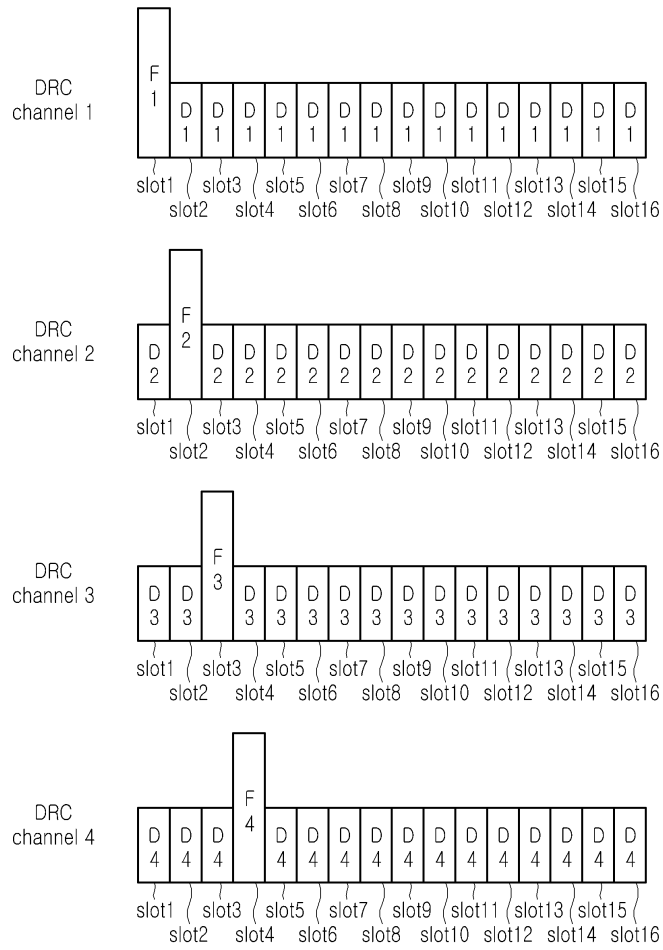 DRC
channel 1
F 1 D 1 D 1 D 1 D 1 D 1 D 1 D 1 D 1 D 1 D 1 D 1 D 1 D 1 D 1 D 1
slot1 slot3 slot5 slot7 slot9 slot11 slot13 slot15
slot2 slot4 slot6 slot8 slot10 slot12 slot14 slot16
DRC
channel 2
D 2 F 2 D 2 D 2 D 2 D 2 D 2 D 2 D 2 D 2 D 2 D 2 D 2 D 2 D 2 D 2
slot1 slot3 slot5 slot7 slot9 slot11 slot13 slot15
slot2 slot4 slot6 slot8 slot10 slot12 slot14 slot16
DRC
channel 3
D 3 D 3 F 3 D 3 D 3 D 3 D 3 D 3 D 3 D 3 D 3 D 3 D 3 D 3 D 3 D 3
slot1 slot3 slot5 slot7 slot9 slot11 slot13 slot15
slot2 slot4 slot6 slot8 slot10 slot12 slot14 slot16
DRC
channel 4
D 4 D 4 D 4 F 4 D 4 D 4 D 4 D 4 D 4 D 4 D 4 D 4 D 4 D 4 D 4 D 4
slot1 slot3 slot5 slot7 slot9 slot11 slot13 slot15
slot2 slot4 slot6 slot8 slot10 slot12 slot14 slot16